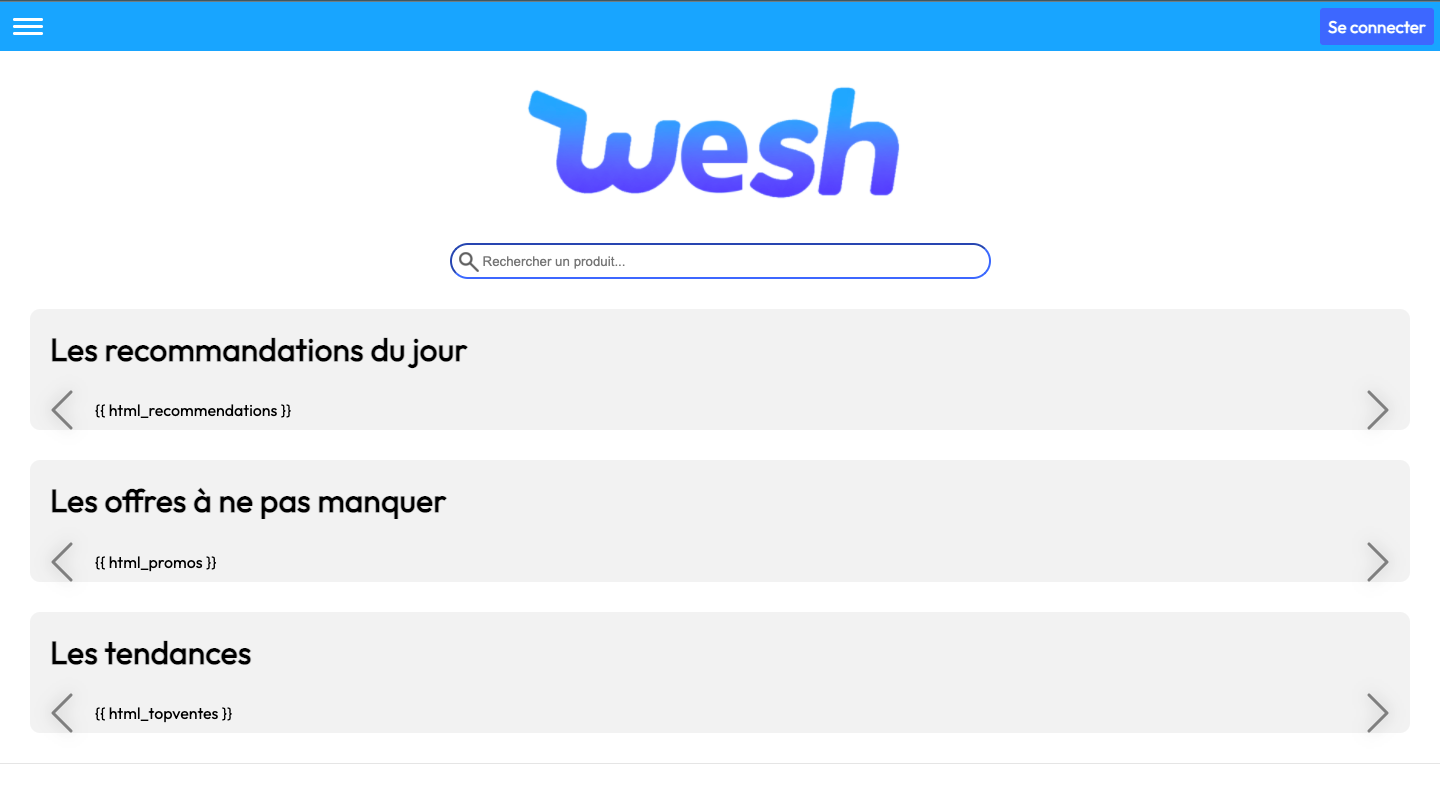 Se connecter
wesh
Rechercher un produit...
Les recommandations du jour
{{ html_recommendations }}
Les offres à ne pas manquer
{{ html_promos }}
Les tendances
{{ html_topventes }}